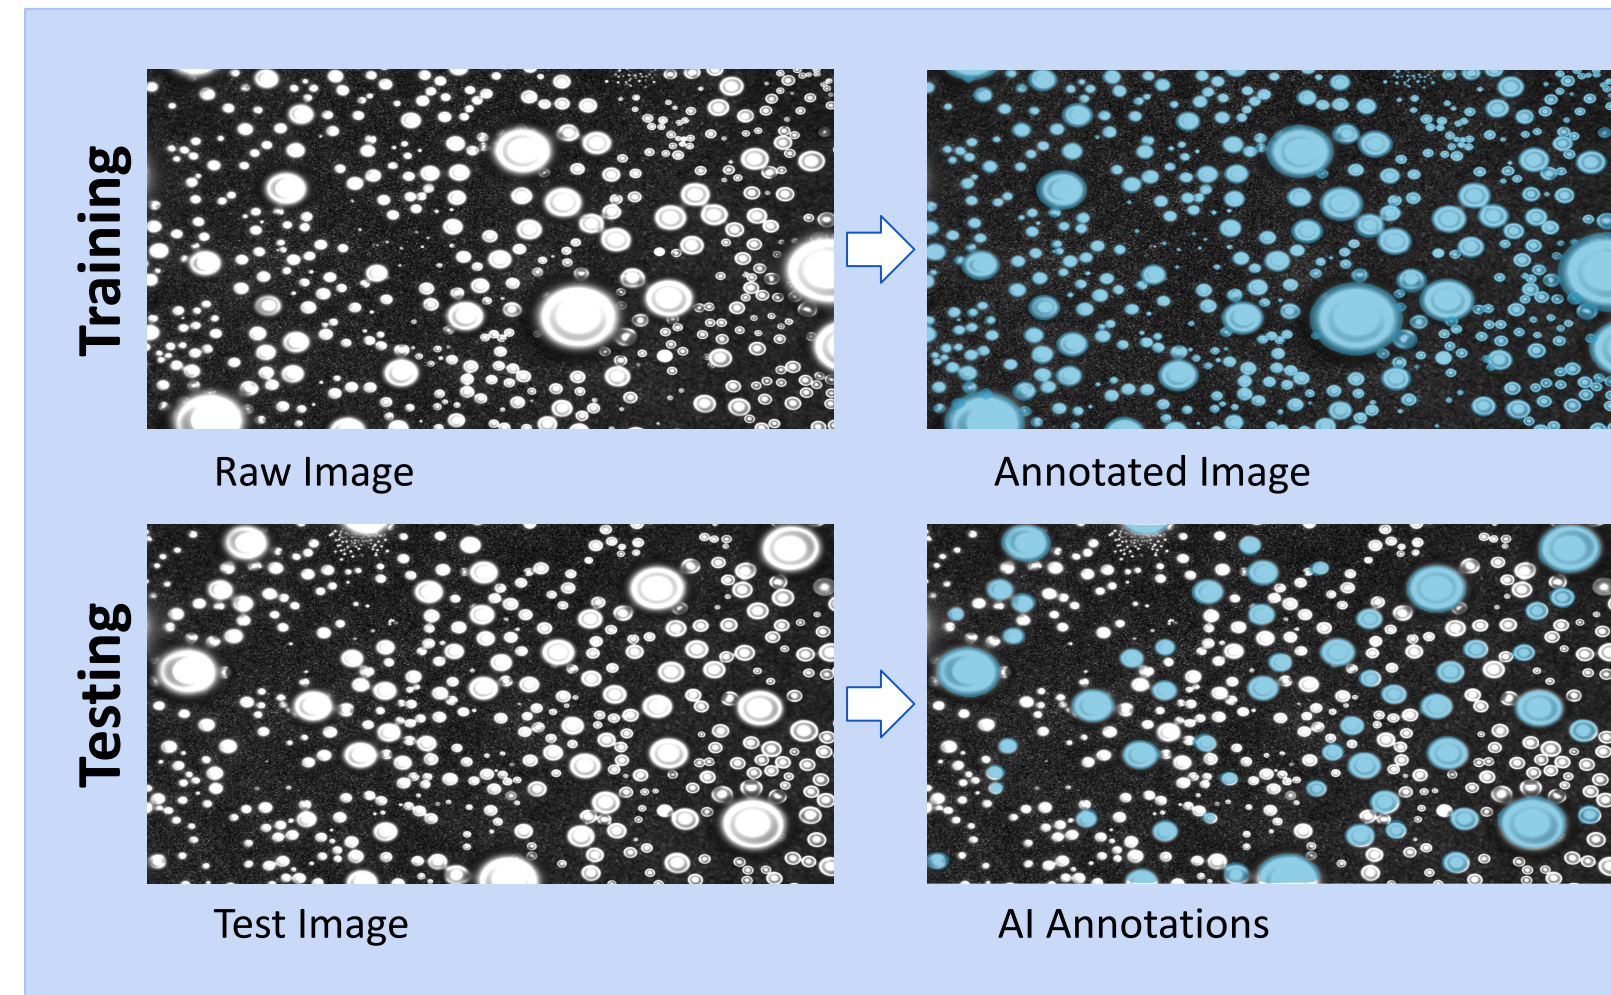 Training
Raw Image
Annotated Image
Testing
Test Image
AI Annotations